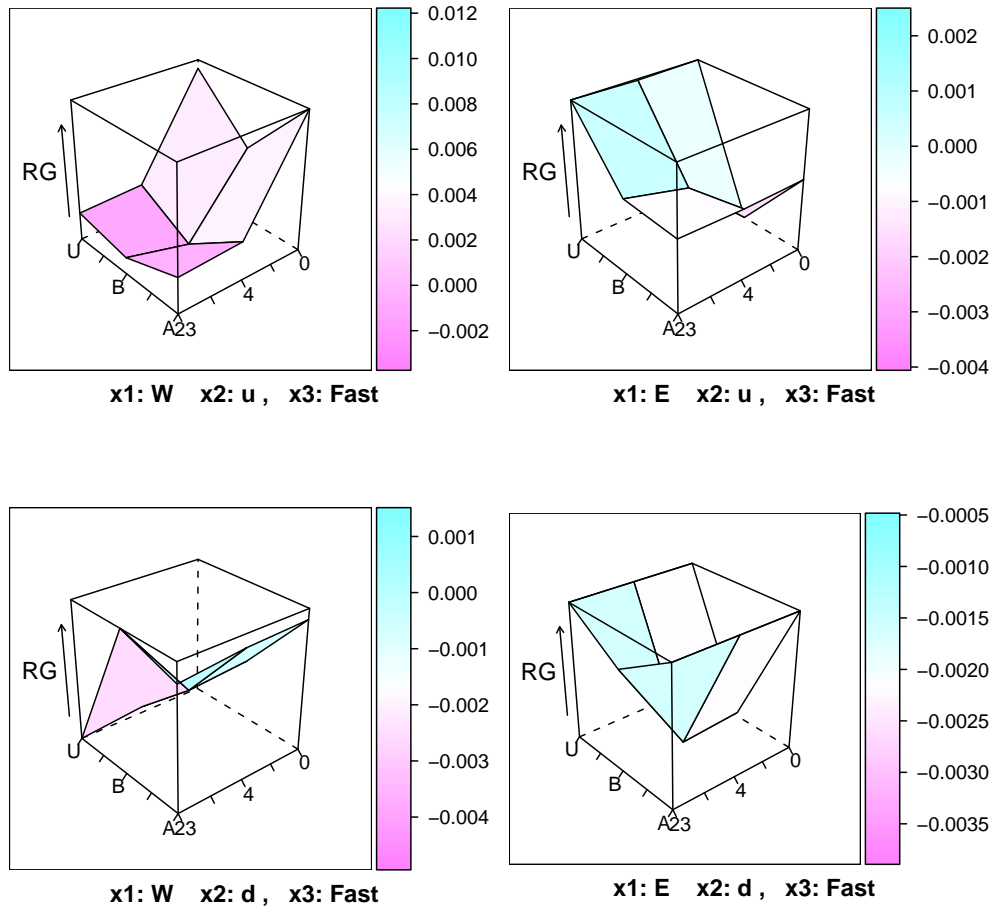 0.012
0.010
0.008
0.006
0.004
0.002
0.000
−0.002
RG
U
B
A23
4
0
x1: W x2: u , x3: Fast
0.002
0.001
0.000
−0.001
−0.002
−0.003
−0.004
RG
U
B
A23
4
0
x1: E x2: u , x3: Fast
0.001
0.000
−0.001
−0.002
−0.003
−0.004
RG
U
B
A23
4
0
x1: W x2: d , x3: Fast
−0.0005
−0.0010
−0.0015
−0.0020
−0.0025
−0.0030
−0.0035
RG
U
B
A23
4
0
x1: E x2: d , x3: Fast